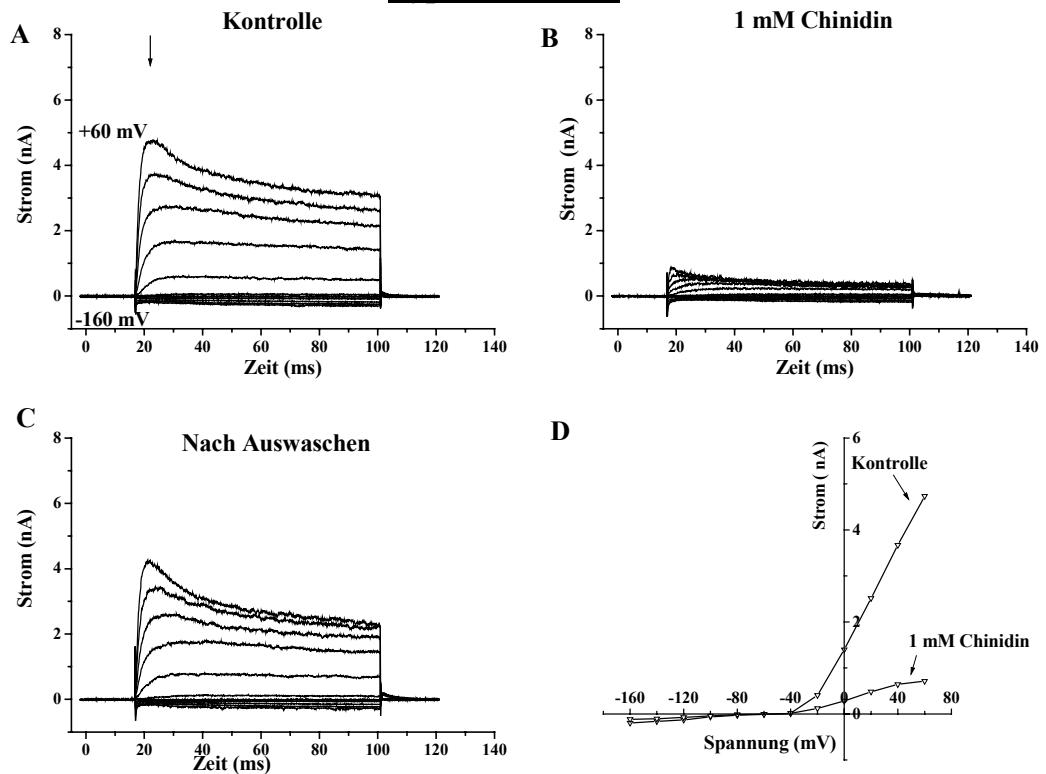 A
Kontrolle
8
6
4
2
0
Strom (nA)
+60 mV
-160 mV
0 20 40 60 80 100 120 140
Zeit (ms)
B
1 mM Chinidin
8
6
4
2
0
Strom (nA)
0 20 40 60 80 100 120 140
Zeit (ms)
C
Nach Auswaschen
8
6
4
2
0
Strom (nA)
0 20 40 60 80 100 120 140
Zeit (ms)
D
6
4
2
0
Strom ( nA)
Kontrolle
1 mM Chinidin
-160 -120 -80 -40 0 40 80
Spannung (mV)